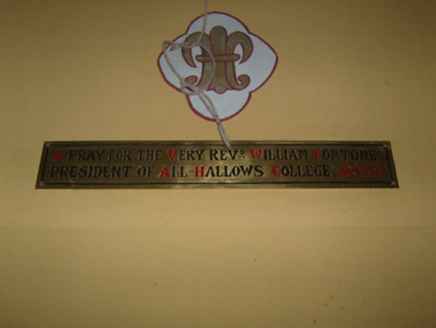 ✠ PRAY FOR THE VERY REVD WILLIAM FORTUNE,
PRESIDENT OF ALL-HALLOWS COLLEGE,